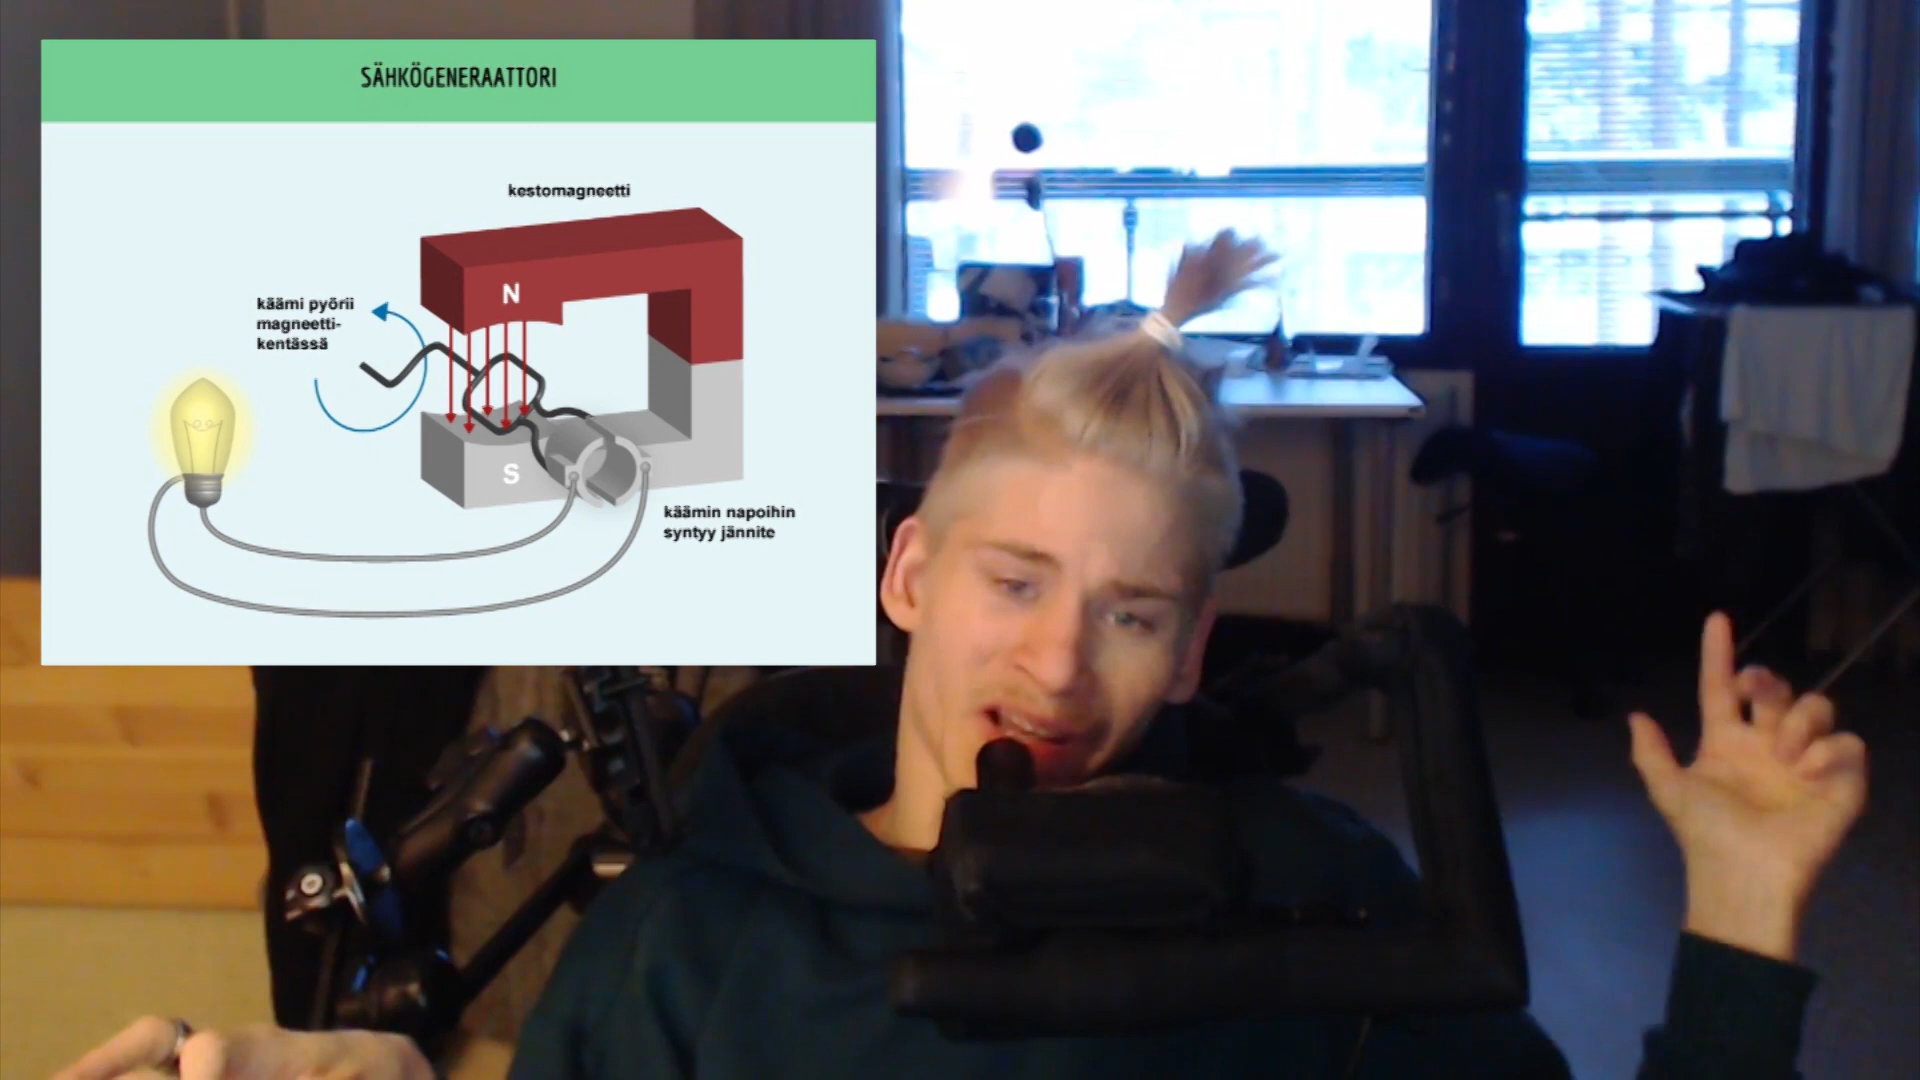 SÄHKÖGENERAATTORI
kestomagneetti
N
käämi pyörii
magneetti-
kentässä
S
käämin napoihin
syntyy jännite